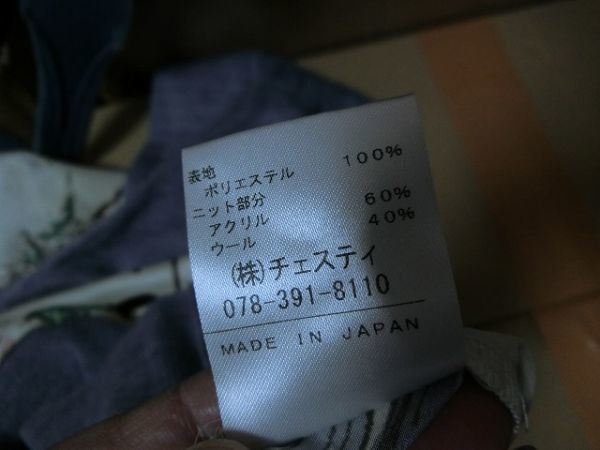 表地
ポリエステル 100%
ニット部分
アクリル 60%
ウール 40%
(株)チェスティ
078-391-8110
MADE IN JAPAN